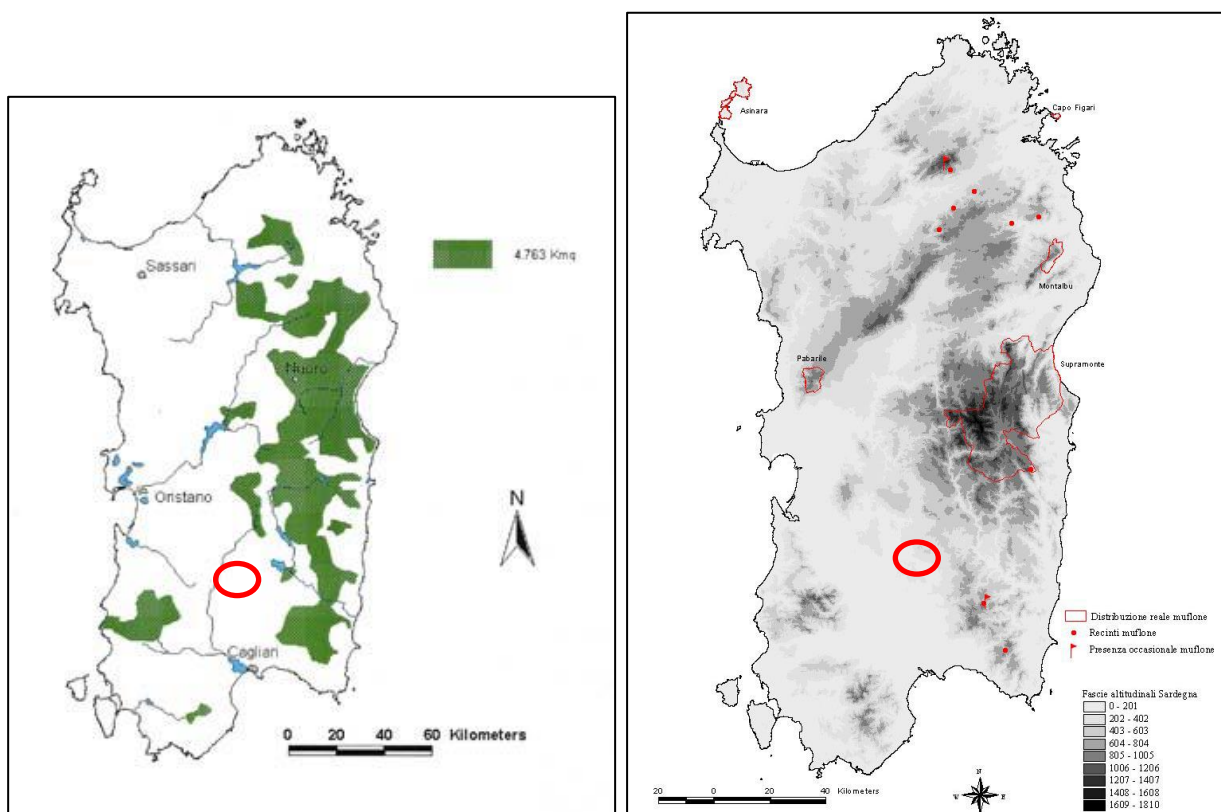 Sassari
4.763 Kmq
Nuoro
Oristano
N
Cagliari
0 20 40 60 Kilometers
Asinara
Capo Figari
Montalbu
Pabarile
Supramonte
Distribuzione reale muflone
Recinti muflone
Presenza occasionale muflone
Fascie altitudinali Sardegna
0 - 201
202 - 402
403 - 603
604 - 804
805 - 1005
1006 - 1206
1207 - 1407
1408 - 1608
1609 - 1810
20 0 20 40 Kilometers
N
W E
S